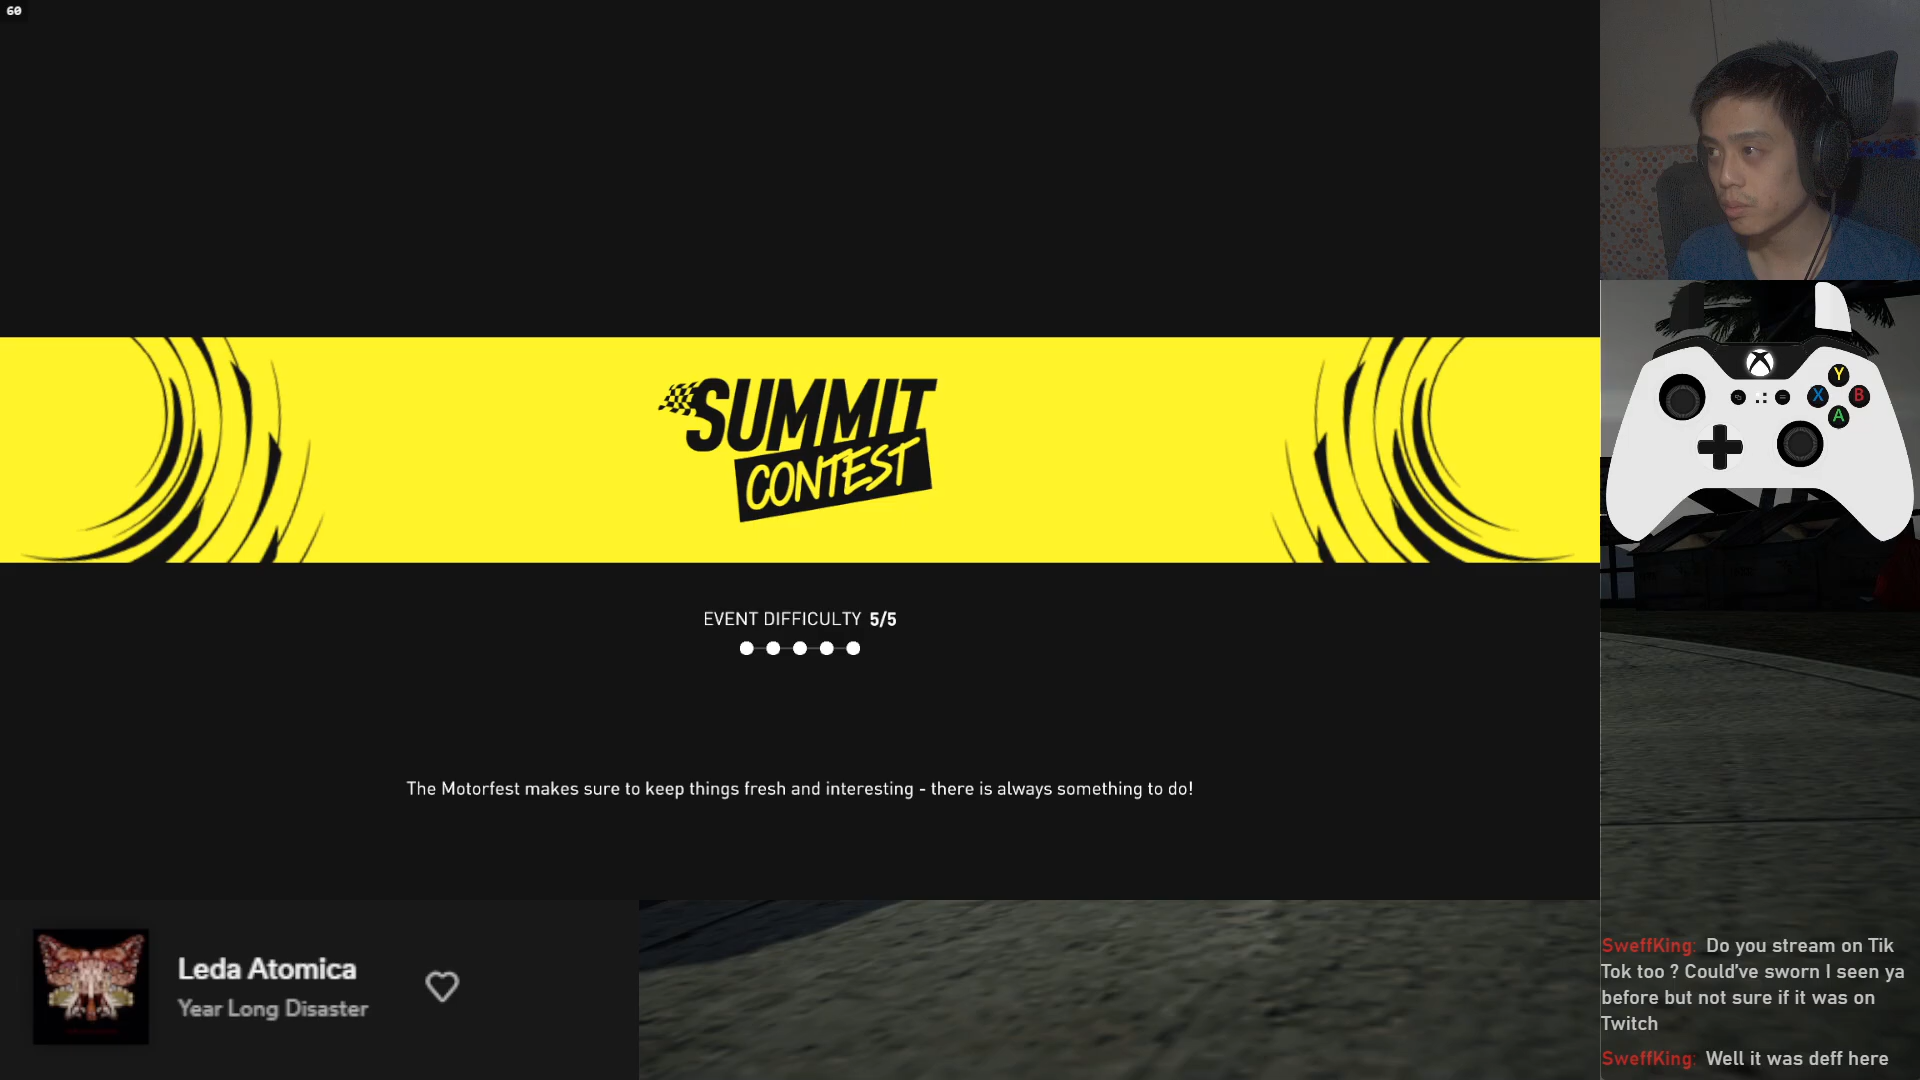 60
SUMMIT
CONTEST
EVENT DIFFICULTY 5/5
The Motorfest makes sure to keep things fresh and interesting - there is always something to do!
Leda Atomica
Year Long Disaster
Y
X
B
A
SweffKing: Do you stream on Tik
Tok too ? Could've sworn I seen ya
before but not sure if it was on
Twitch
SweffKing: Well it was deff here